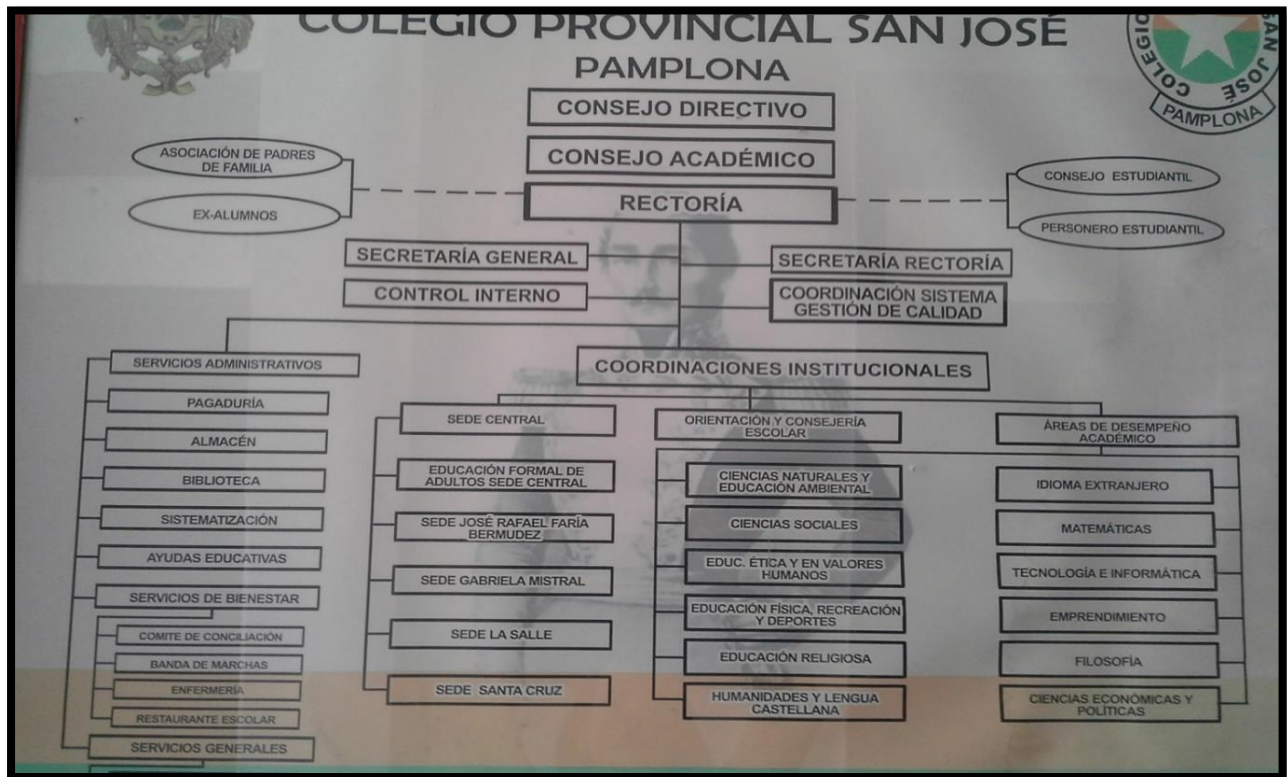 COLEGIO PROVINCIAL SAN JOSÉ
PAMPLONA
COLEGIO
SAN JOSÉ
PAMPLONA
CONSEJO DIRECTIVO
CONSEJO ACADÉMICO
RECTORÍA
ASOCIACIÓN DE PADRES
DE FAMILIA
EX-ALUMNOS
CONSEJO ESTUDIANTIL
PERSONERO ESTUDIANTIL
SECRETARÍA GENERAL
SECRETARÍA RECTORÍA
CONTROL INTERNO
COORDINACIÓN SISTEMA
GESTIÓN DE CALIDAD
SERVICIOS ADMINISTRATIVOS
PAGADURÍA
ALMACÉN
BIBLIOTECA
SISTEMATIZACIÓN
AYUDAS EDUCATIVAS
SERVICIOS DE BIENESTAR
COMITE DE CONCILIACIÓN
BANDA DE MARCHAS
ENFERMERÍA
RESTAURANTE ESCOLAR
SERVICIOS GENERALES
COORDINACIONES INSTITUCIONALES
SEDE CENTRAL
EDUCACIÓN FORMAL DE
ADULTOS SEDE CENTRAL
SEDE JOSÉ RAFAEL FARÍA
BERMUDEZ
SEDE GABRIELA MISTRAL
SEDE LA SALLE
SEDE SANTA CRUZ
ORIENTACIÓN Y CONSEJERÍA
ESCOLAR
ÁREAS DE DESEMPEÑO
ACADÉMICO
CIENCIAS NATURALES Y
EDUCACIÓN AMBIENTAL
CIENCIAS SOCIALES
EDUC. ÉTICA Y EN VALORES
HUMANOS
EDUCACIÓN FÍSICA, RECREACIÓN
Y DEPORTES
EDUCACIÓN RELIGIOSA
HUMANIDADES Y LENGUA
CASTELLANA
IDIOMA EXTRANJERO
MATEMÁTICAS
TECNOLOGÍA E INFORMÁTICA
EMPRENDIMIENTO
FILOSOFÍA
CIENCIAS ECONÓMICAS Y
POLÍTICAS